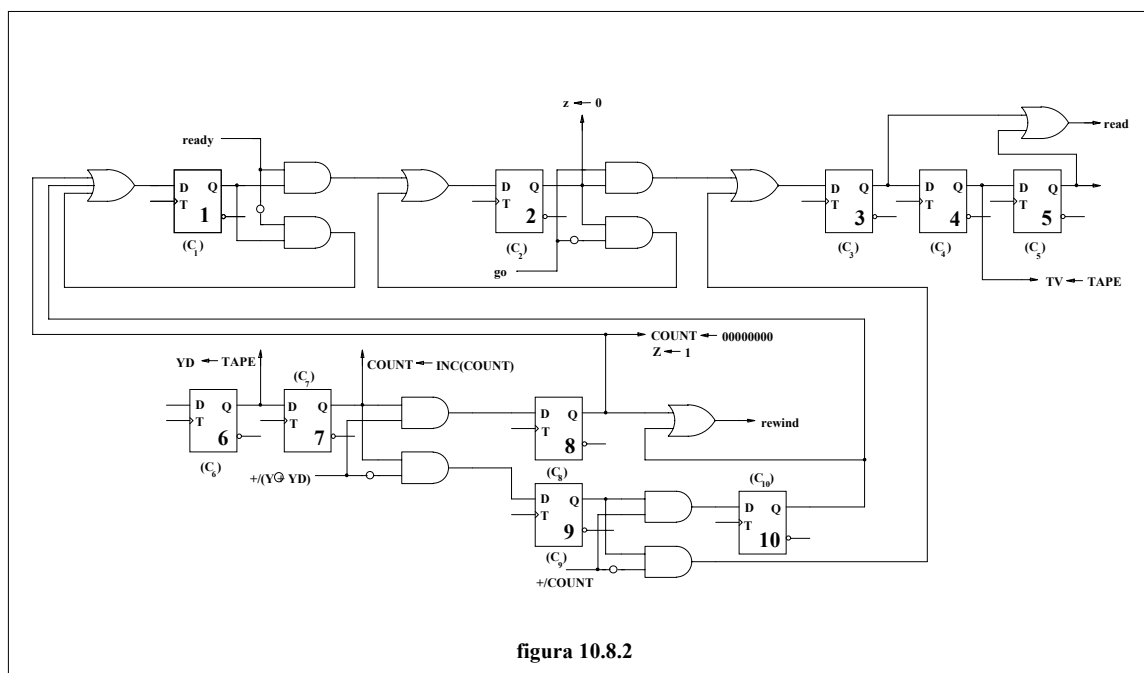 z ← 0
ready
read
D Q
T
1
(C₁)
D Q
T
2
(C₂)
go
D Q
T
3
(C₃)
D Q
T
4
(C₄)
D Q
T
5
(C₅)
TV ← TAPE
COUNT ← 00000000
Z ← 1
YD ← TAPE
COUNT ← INC(COUNT)
D Q
T
6
(C₆)
(C₇)
D Q
T
7
+/(Y⊕ YD)
D Q
T
8
(C₈)
rewind
D Q
T
9
(C₉)
+/COUNT
(C₁₀)
D Q
T
10
figura 10.8.2